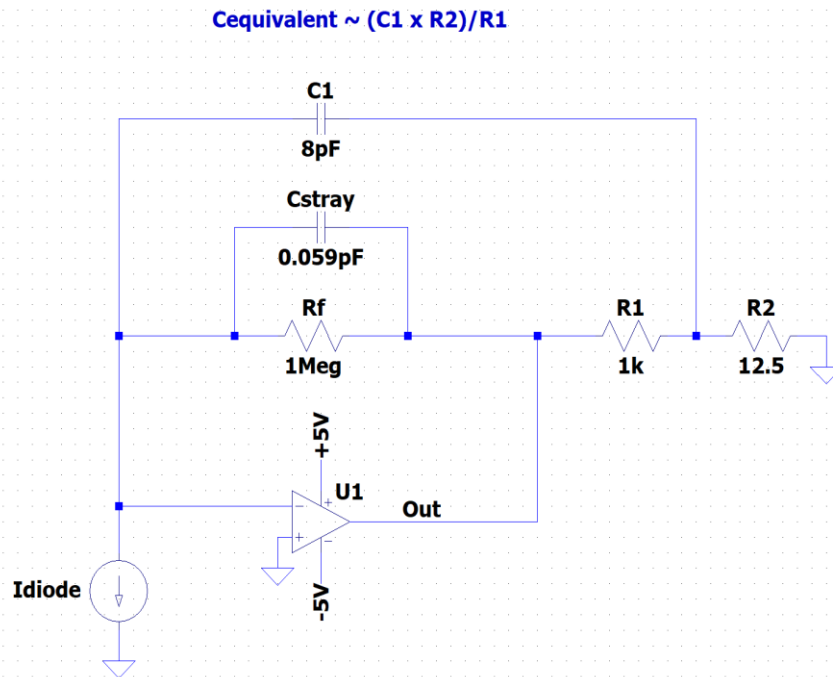 Cequivalent ~ (C1 x R2)/R1
C1
8pF
Cstray
0.059pF
Rf
1Meg
R1
1k
R2
12.5
+5V
U1
Out
-5V
Idiode